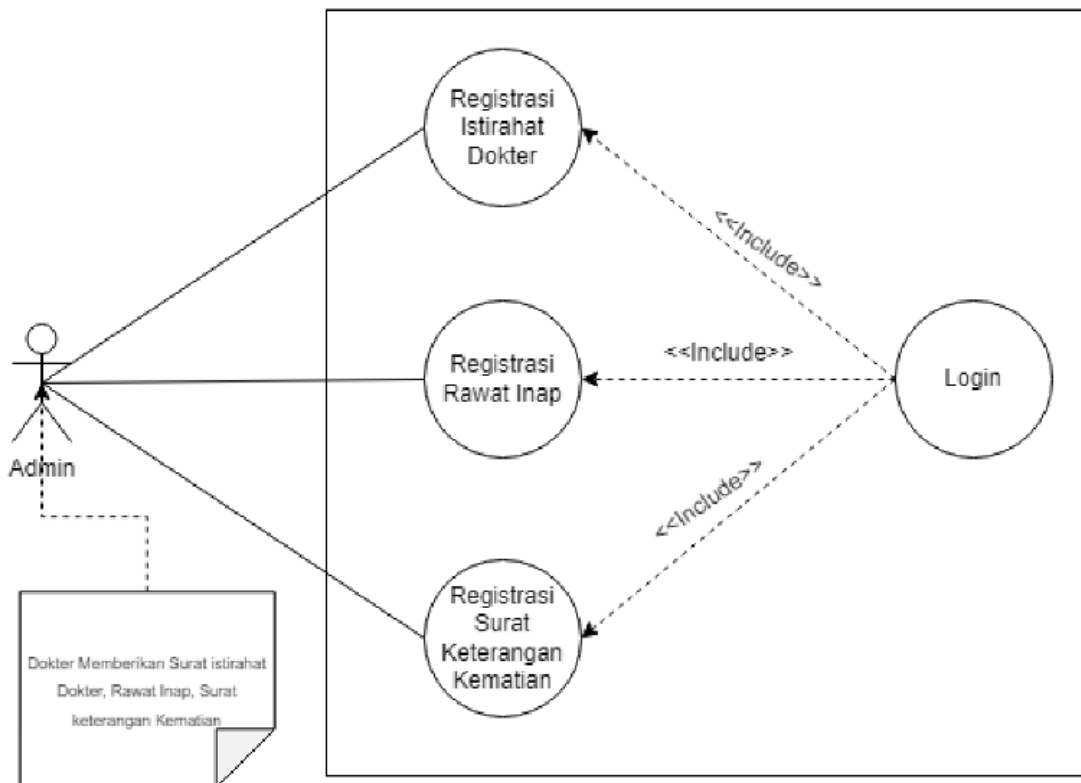 Registrasi
Istirahat
Dokter
<<Include>>
Registrasi
Rawat Inap
<<Include>>
Login
Admin
<<Include>>
Registrasi
Surat
Keterangan
Kematian
Dokter Memberikan Surat istirahat
Dokter, Rawat Inap, Surat
keterangan Kematian